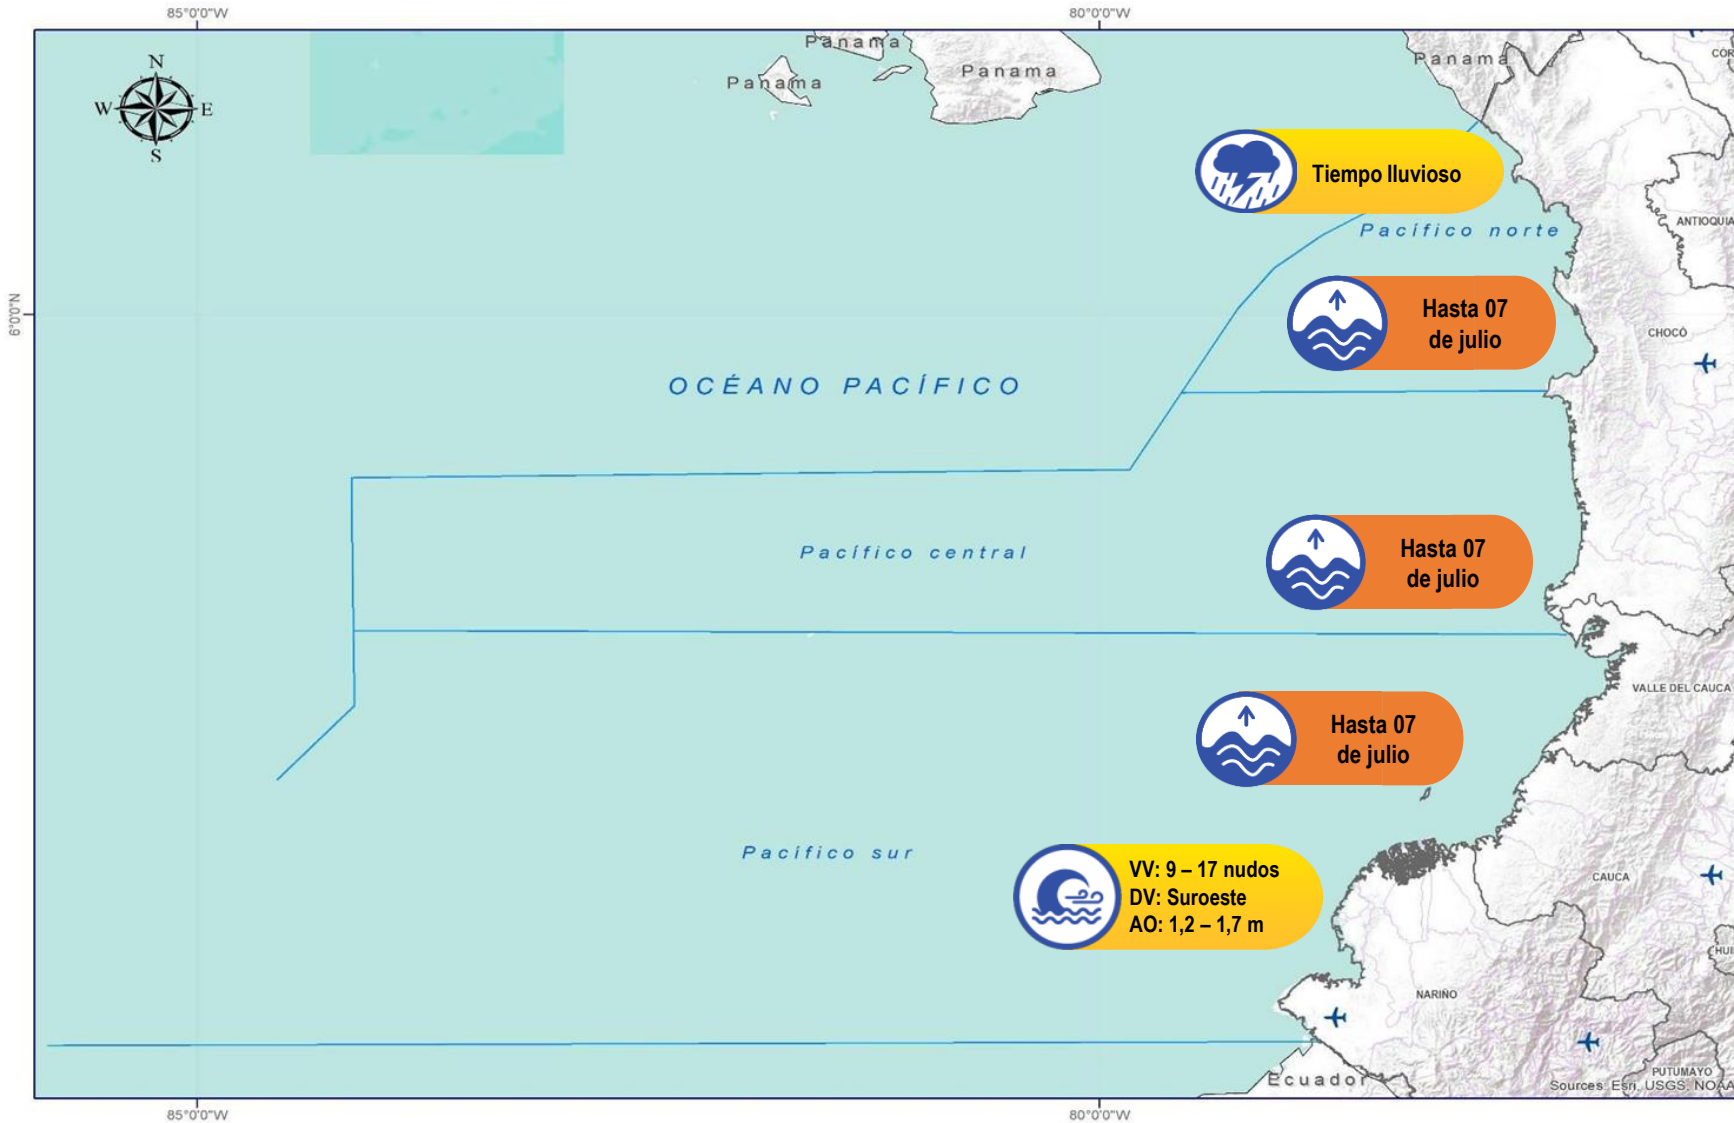 85°0'0"W
80°0'0"W
N
W
E
S
Panama
Panama
Panama
Panama
Tiempo lluvioso
Pacífico norte
ANTIOQUIA
6°0'0"N
Hasta 07
de julio
CHOCÓ
OCÉANO PACÍFICO
Pacífico central
Hasta 07
de julio
VALLE DEL CAUCA
Hasta 07
de julio
Pacífico sur
VV: 9 – 17 nudos
DV: Suroeste
AO: 1,2 – 1,7 m
CAUCA
HUI
NARIÑO
PUTUMAYO
Ecuador
Sources: Esri, USGS, NOAA
85°0'0"W
80°0'0"W